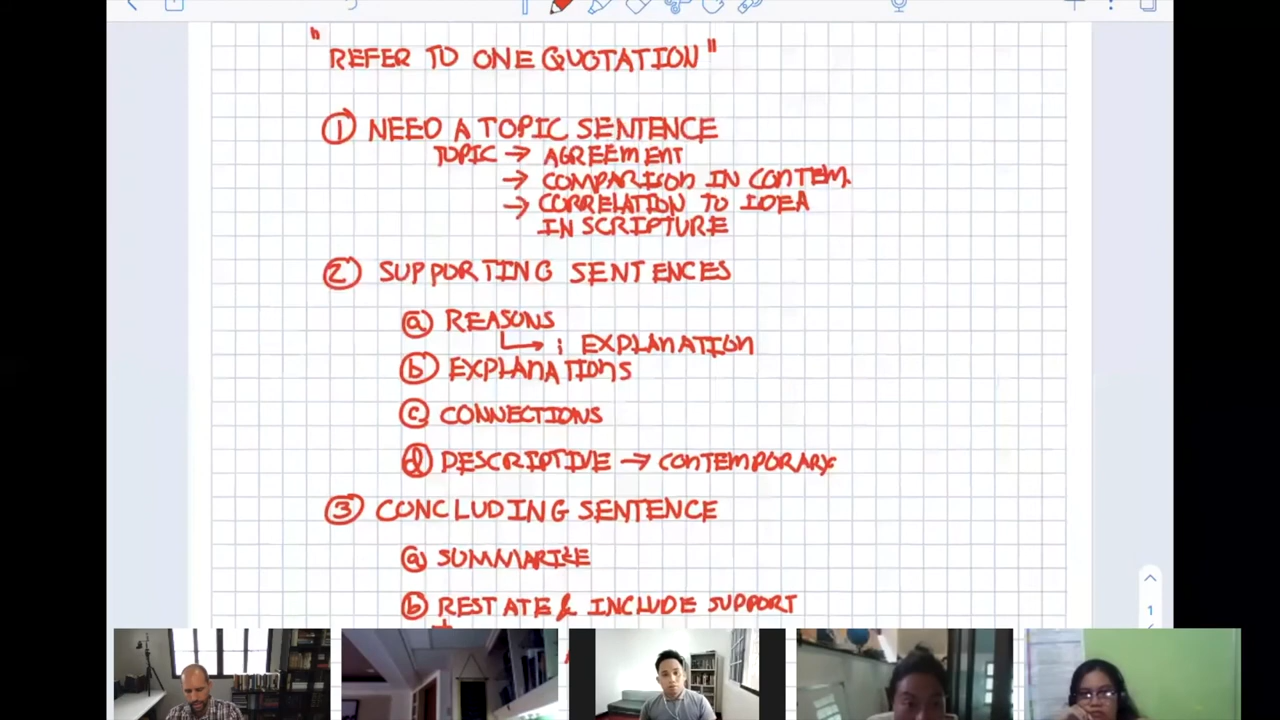 "REFER TO ONE QUOTATION"
① NEED A TOPIC SENTENCE
TOPIC → AGREEMENT
→ COMPARISON IN CONTEM.
→ CORRELATION TO IDEA
IN SCRIPTURE
② SUPPORTING SENTENCES
ⓐ REASONS
↳ ; EXPLANATION
ⓑ EXPLANATIONS
ⓒ CONNECTIONS
ⓓ DESCRIPTIVE → CONTEMPORARY
③ CONCLUDING SENTENCE
ⓐ SUMMARIZE
ⓑ RESTATE & INCLUDE SUPPORT
1